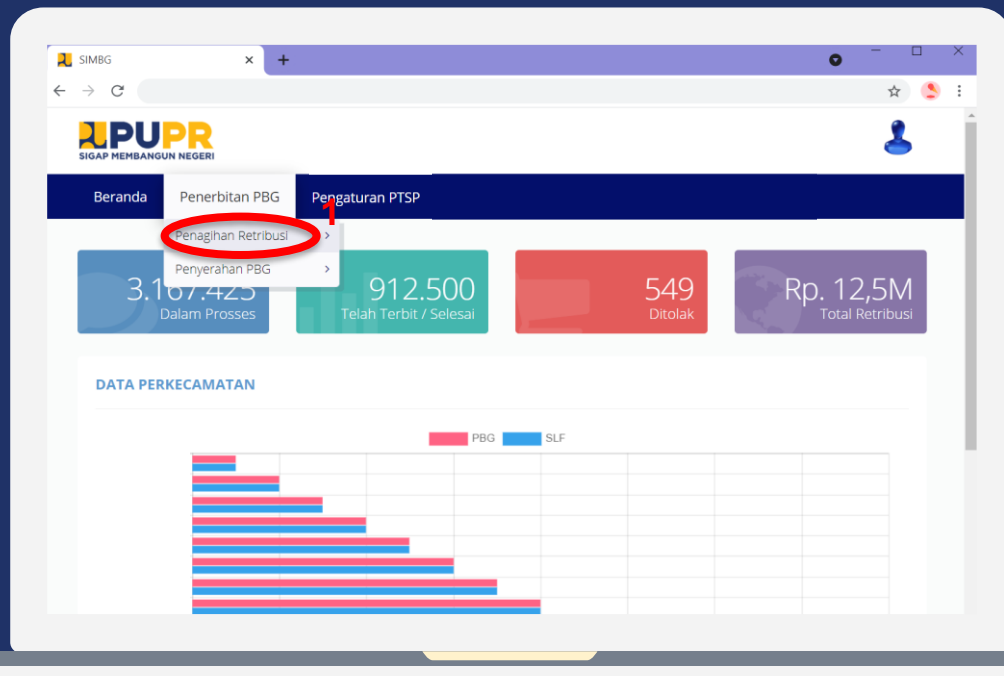 SIMBG
PUPR
SIGAP MEMBANGUN NEGERI
Beranda Penerbitan PBG Pengaturan PTSP
1
Penagihan Retribusi >
Penyerahan PBG >
3.167.425
Dalam Prosses
912.500
Telah Terbit / Selesai
549
Ditolak
Rp. 12,5M
Total Retribusi
DATA PERKECAMATAN
PBG SLF